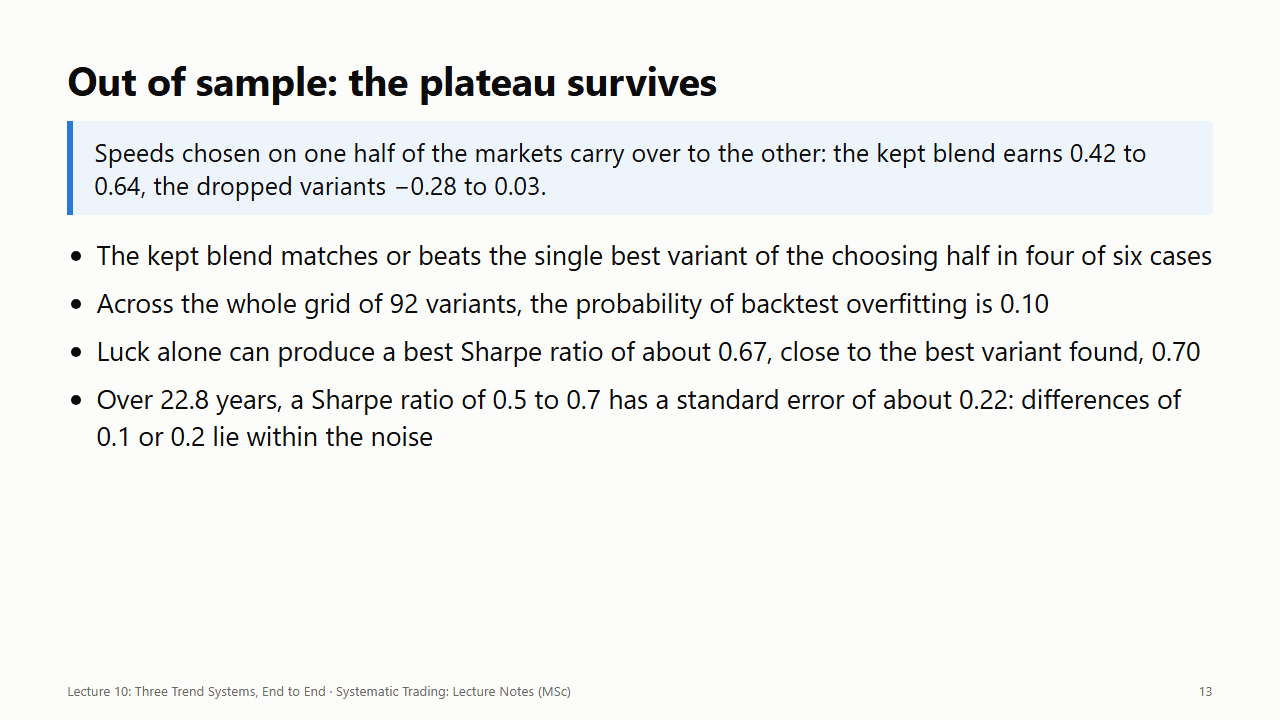 Out of sample: the plateau survives
Speeds chosen on one half of the markets carry over to the other: the kept blend earns 0.42 to
0.64, the dropped variants −0.28 to 0.03.
• The kept blend matches or beats the single best variant of the choosing half in four of six cases
• Across the whole grid of 92 variants, the probability of backtest overfitting is 0.10
• Luck alone can produce a best Sharpe ratio of about 0.67, close to the best variant found, 0.70
• Over 22.8 years, a Sharpe ratio of 0.5 to 0.7 has a standard error of about 0.22: differences of
0.1 or 0.2 lie within the noise
Lecture 10: Three Trend Systems, End to End · Systematic Trading: Lecture Notes (MSc)
13